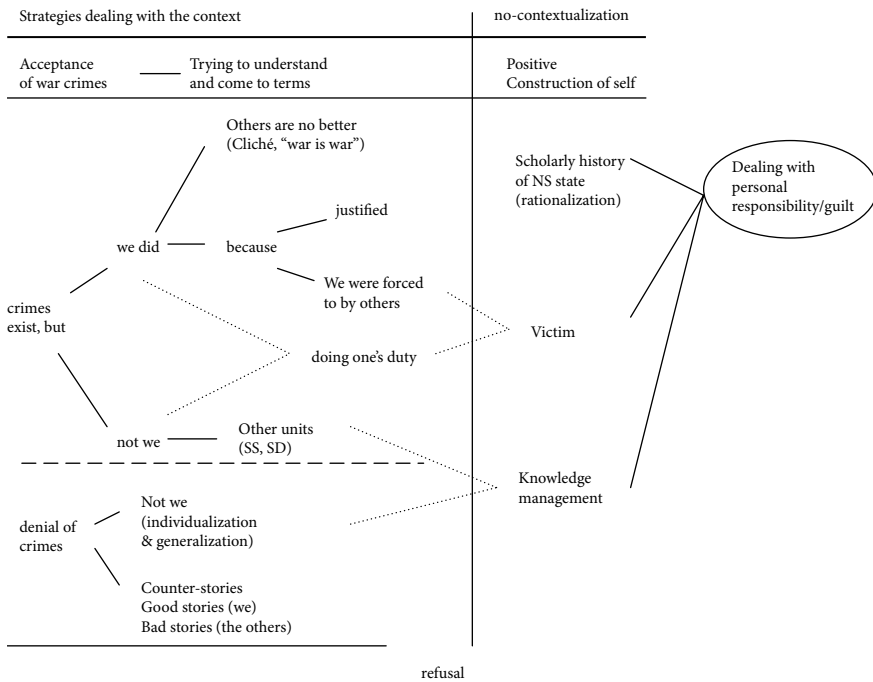 Strategies dealing with the context
no-contextualization
Acceptance
of war crimes
Trying to understand
and come to terms
Positive
Construction of self
Others are no better
(Cliché, “war is war”)
Scholarly history
of NS state
(rationalization)
Dealing with
personal
responsibility/guilt
justified
we did
because
We were forced
to by others
crimes
exist, but
Victim
doing one’s duty
not we
Other units
(SS, SD)
Knowledge
management
denial of
crimes
Not we
(individualization
& generalization)
Counter-stories
Good stories (we)
Bad stories (the others)
refusal